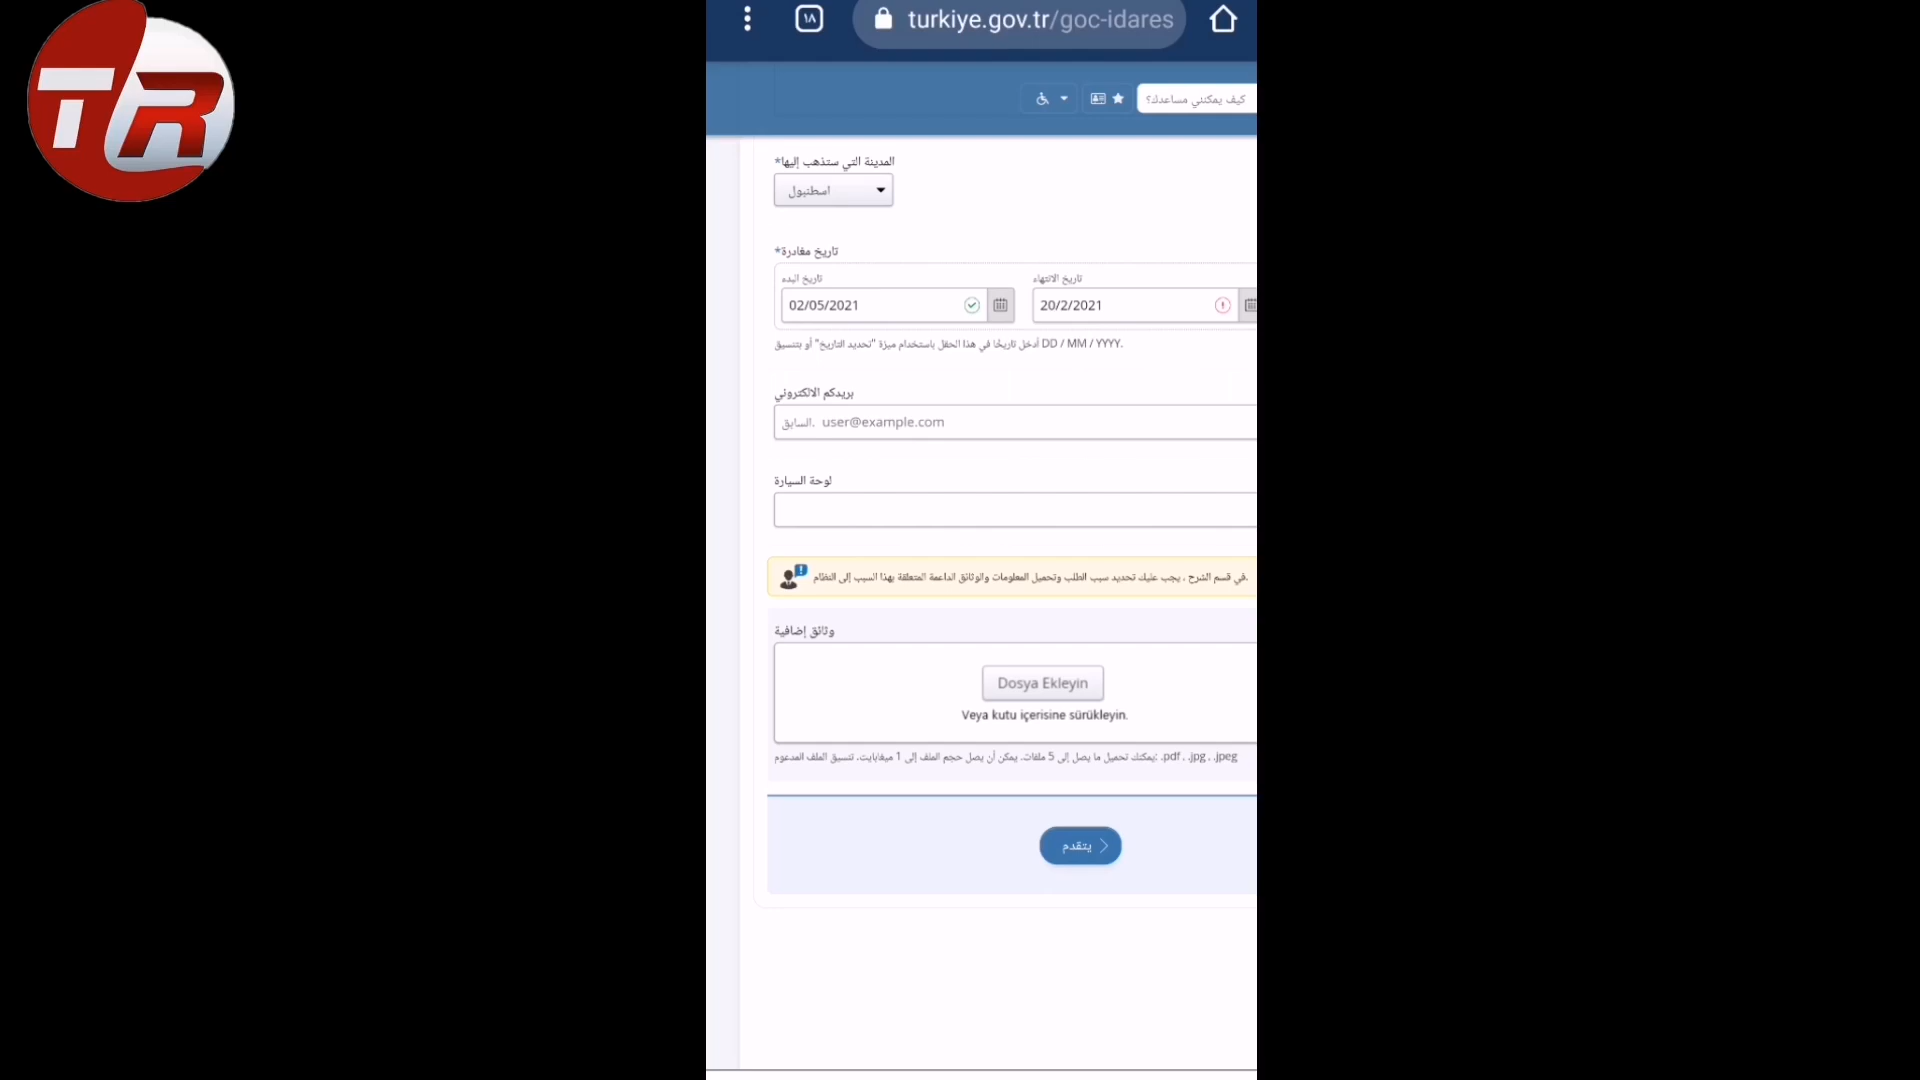 TR
١٨ turkiye.gov.tr/goc-idares
كيف يمكنني مساعدك؟
المدينة التي ستذهب إليها*
اسطنبول
تاريخ مغادرة*
تاريخ البدء
تاريخ الانتهاء
02/05/2021
20/2/2021
أدخل تاريخًا في هذا الحقل باستخدام ميزة "تحديد التاريخ" أو بتنسيق DD / MM / YYYY.
بريدكم الالكتروني
السابق. user@example.com
لوحة السيارة
في قسم الشرح ، يجب عليك تحديد سبب الطلب وتحميل المعلومات والوثائق الداعمة المتعلقة بهذا السبب إلى النظام.
وثائق إضافية
Dosya Ekleyin
Veya kutu içerisine sürükleyin.
يمكنك تحميل ما يصل إلى 5 ملفات. يمكن أن يصل حجم الملف إلى 1 ميغابايت. تنسيق الملف المدعوم: .pdf , .jpg , .jpeg
يتقدم